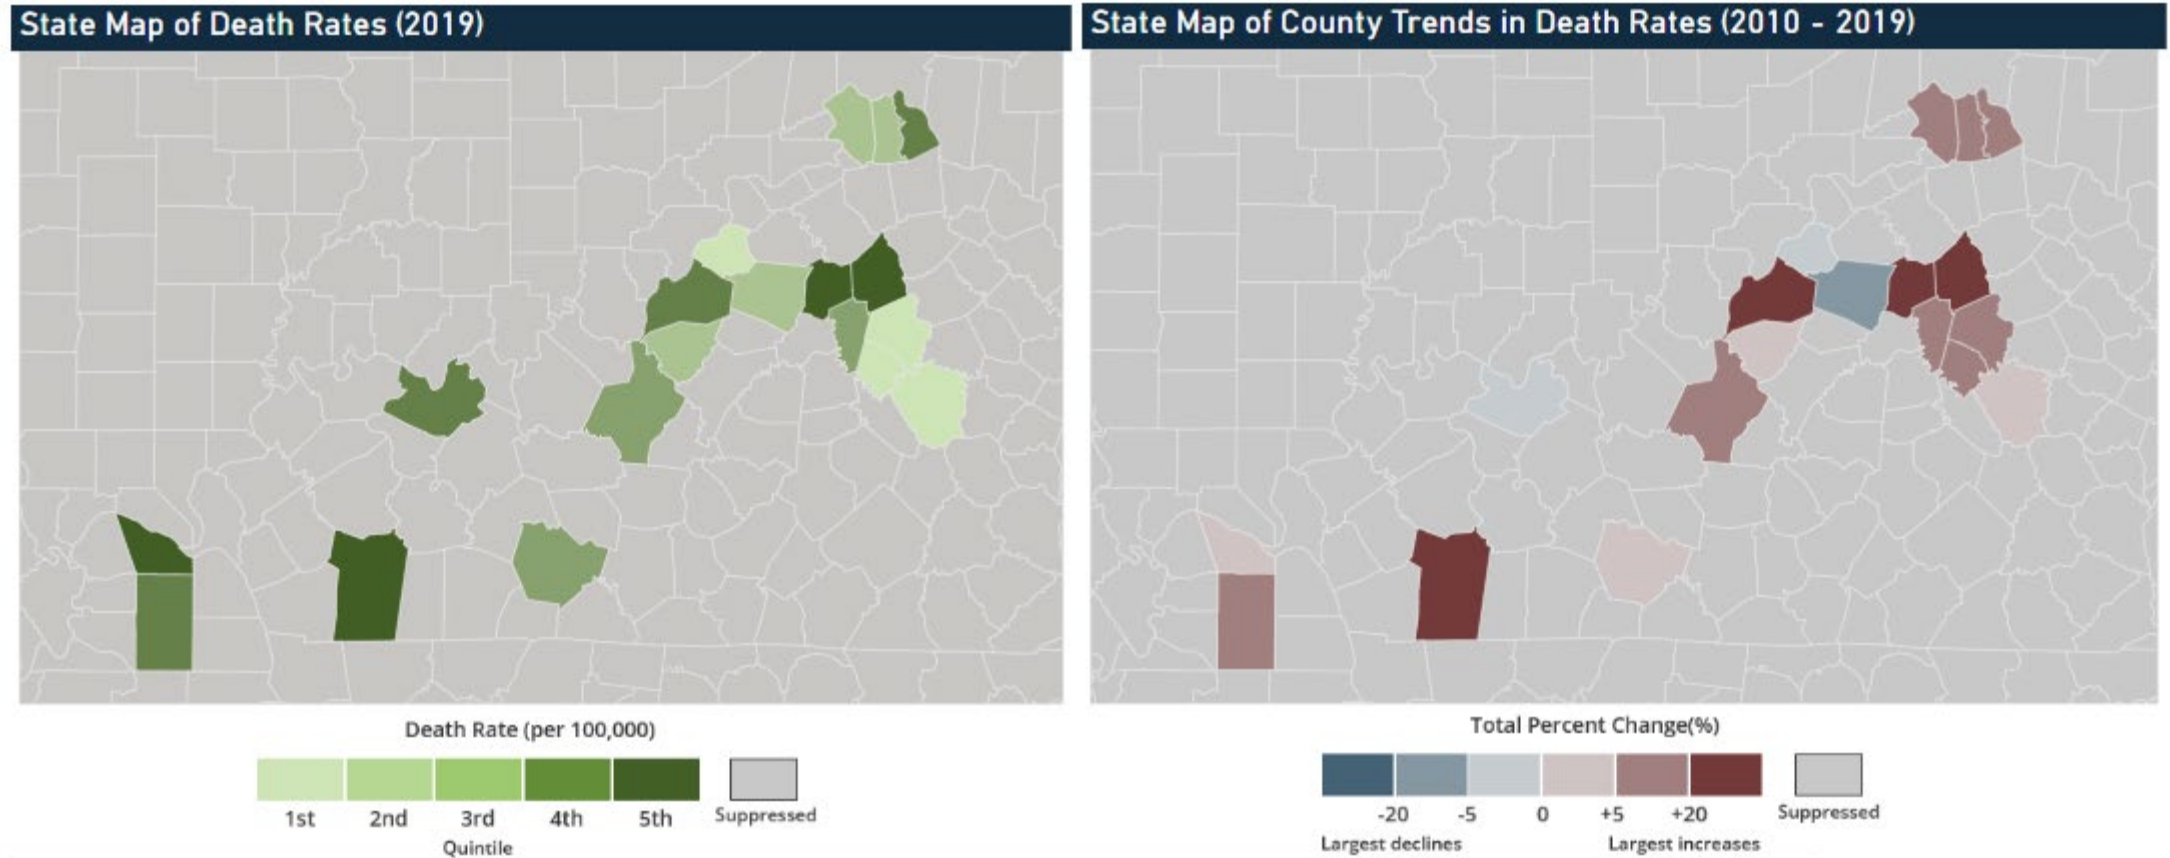 State Map of Death Rates (2019)
State Map of County Trends in Death Rates (2010 - 2019)
Death Rate (per 100,000)
1st 2nd 3rd 4th 5th Suppressed
Quintile
Total Percent Change(%)
-20 -5 0 +5 +20 Suppressed
Largest declines Largest increases